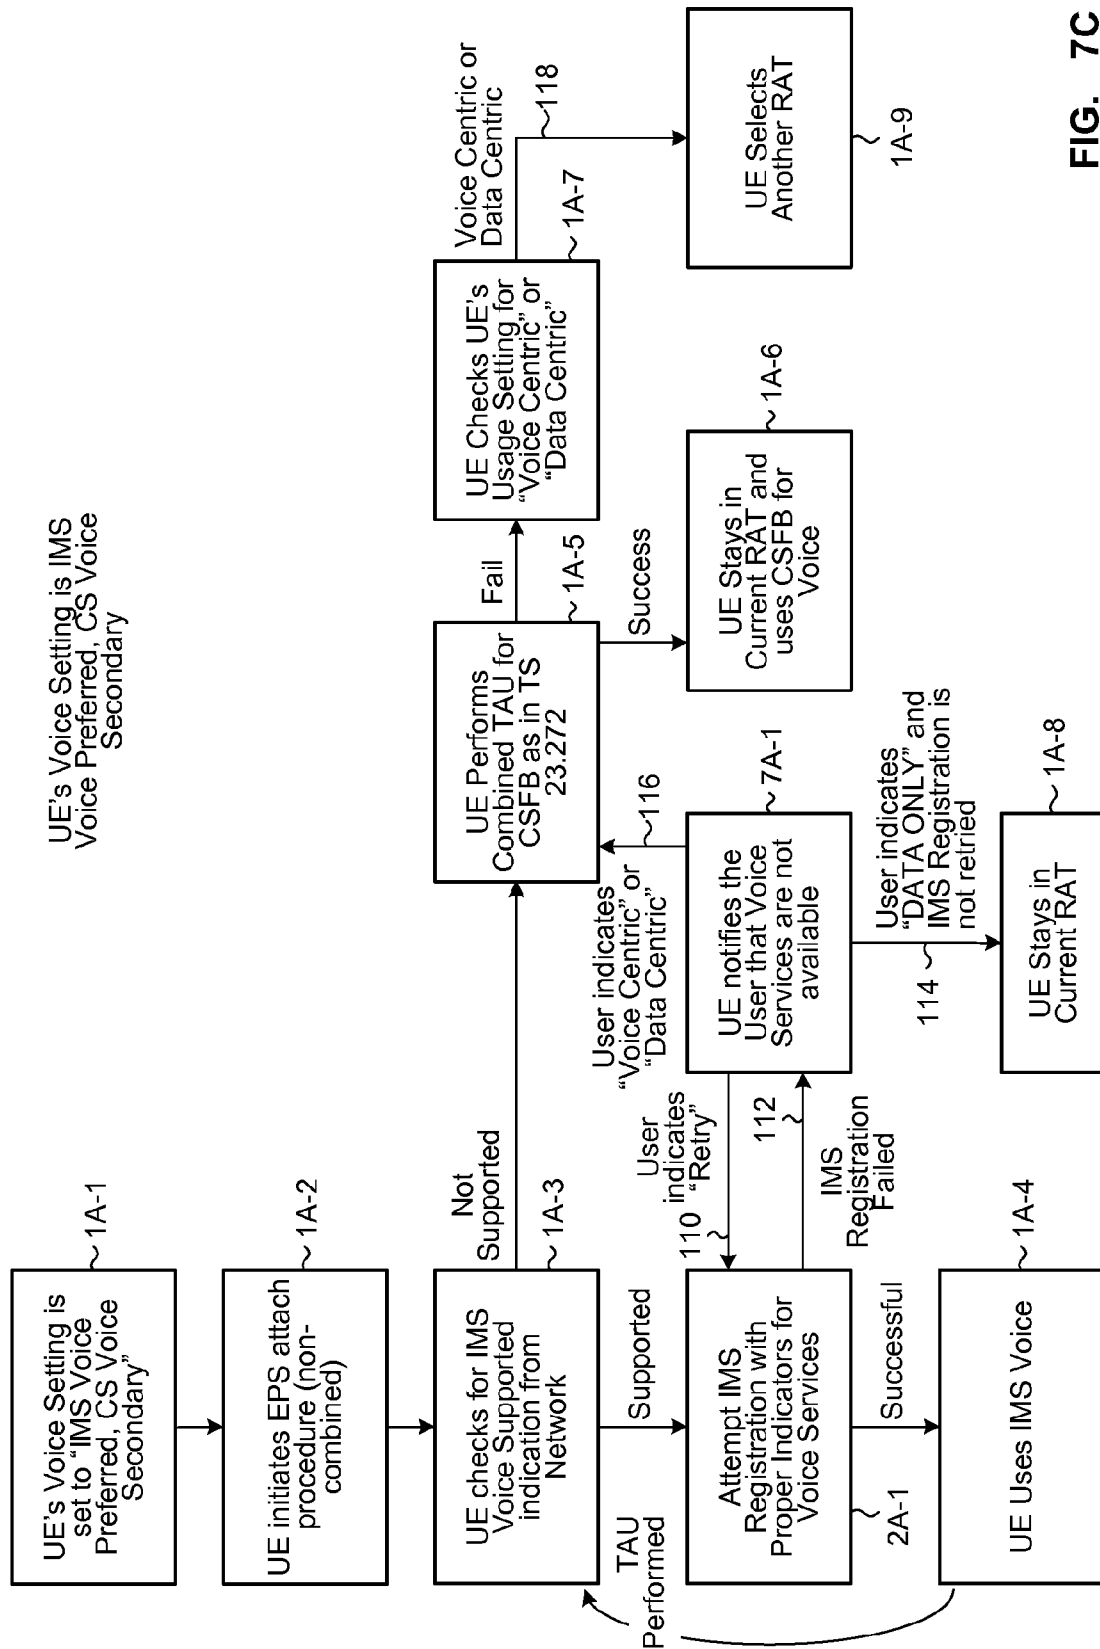 UE's Voice Setting is IMS
Voice Preferred, CS Voice
Secondary
UE's Voice Setting is
set to “IMS Voice
Preferred, CS Voice
Secondary”
1A-1
UE initiates EPS attach
procedure (non-
combined)
1A-2
UE checks for IMS
Voice Supported
indication from
Network
1A-3
Not
Supported
UE Performs
Combined TAU for
CSFB as in TS
23.272
1A-5
Fail
UE Checks UE's
Usage Setting for
“Voice Centric” or
“Data Centric”
1A-7
Voice Centric or
Data Centric
118
TAU
Performed
Supported
Attempt IMS
Registration with
Proper Indicators for
Voice Services
2A-1
User
indicates
“Retry”
110
112
IMS
Registration
Failed
User indicates
“Voice Centric” or
“Data Centric”
116
UE notifies the
User that Voice
Services are not
available
7A-1
Success
UE Stays in
Current RAT and
uses CSFB for
Voice
1A-6
UE Selects
Another RAT
1A-9
Successful
UE Uses IMS Voice
1A-4
114
User indicates
“DATA ONLY” and
IMS Registration is
not retried
UE Stays in
Current RAT
1A-8
FIG. 7C